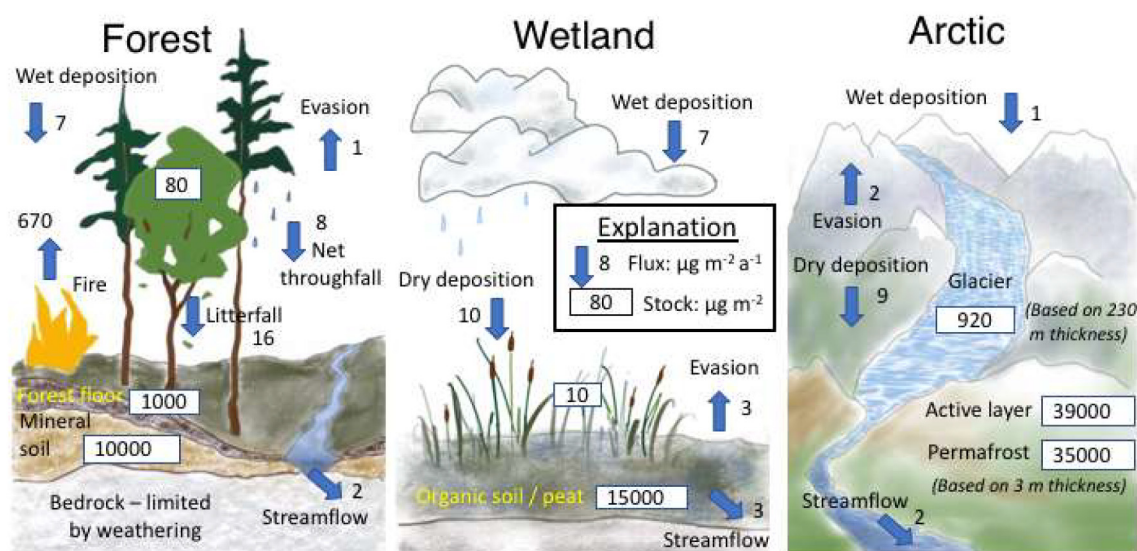 Forest
Wet deposition
7
Evasion
1
80
670
Fire
8
Net
throughfall
Litterfall
16
Forest floor
1000
Mineral
soil
10000
2
Streamflow
Bedrock – limited
by weathering
Wetland
Wet deposition
7
Explanation
8 Flux: µg m⁻² a⁻¹
80 Stock: µg m⁻²
Dry deposition
10
10
Evasion
3
Organic soil / peat 15000
3
Streamflow
Arctic
Wet deposition
1
2
Evasion
Dry deposition
9
Glacier
920
(Based on 230
m thickness)
Active layer 39000
Permafrost 35000
(Based on 3 m thickness)
Streamflow
2